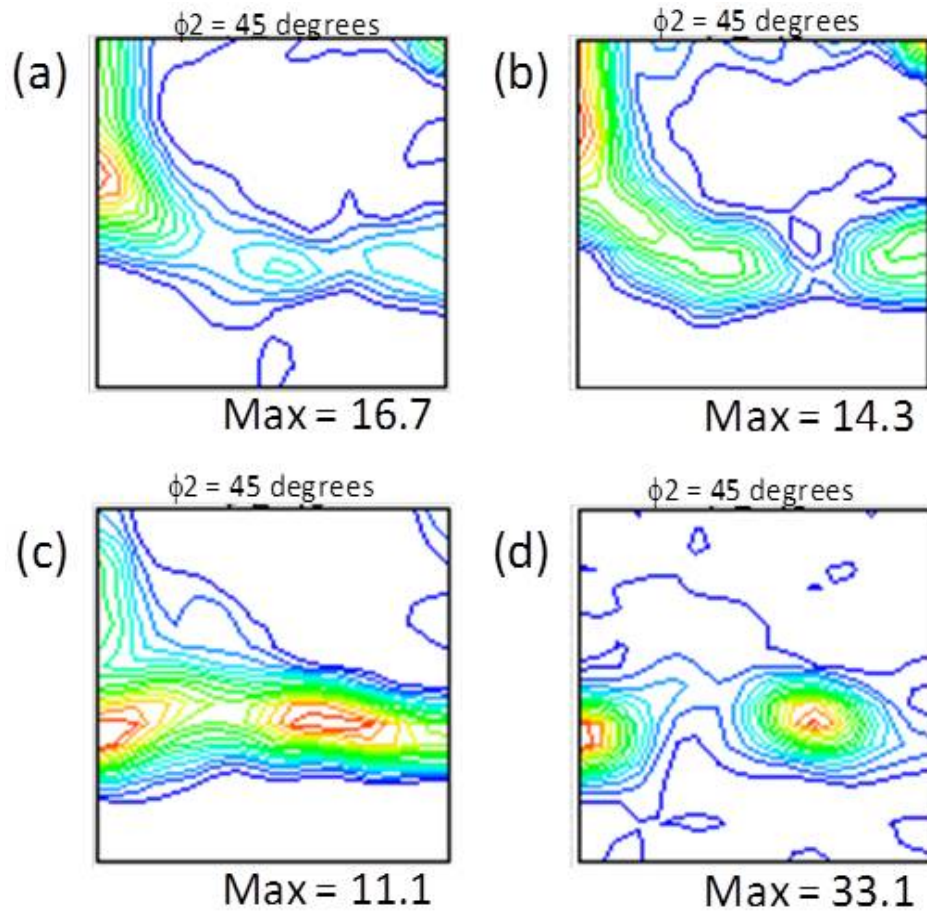 ϕ2 = 45 degrees
(a)
Max = 16.7
ϕ2 = 45 degrees
(b)
Max = 14.3
ϕ2 = 45 degrees
(c)
Max = 11.1
ϕ2 = 45 degrees
(d)
Max = 33.1